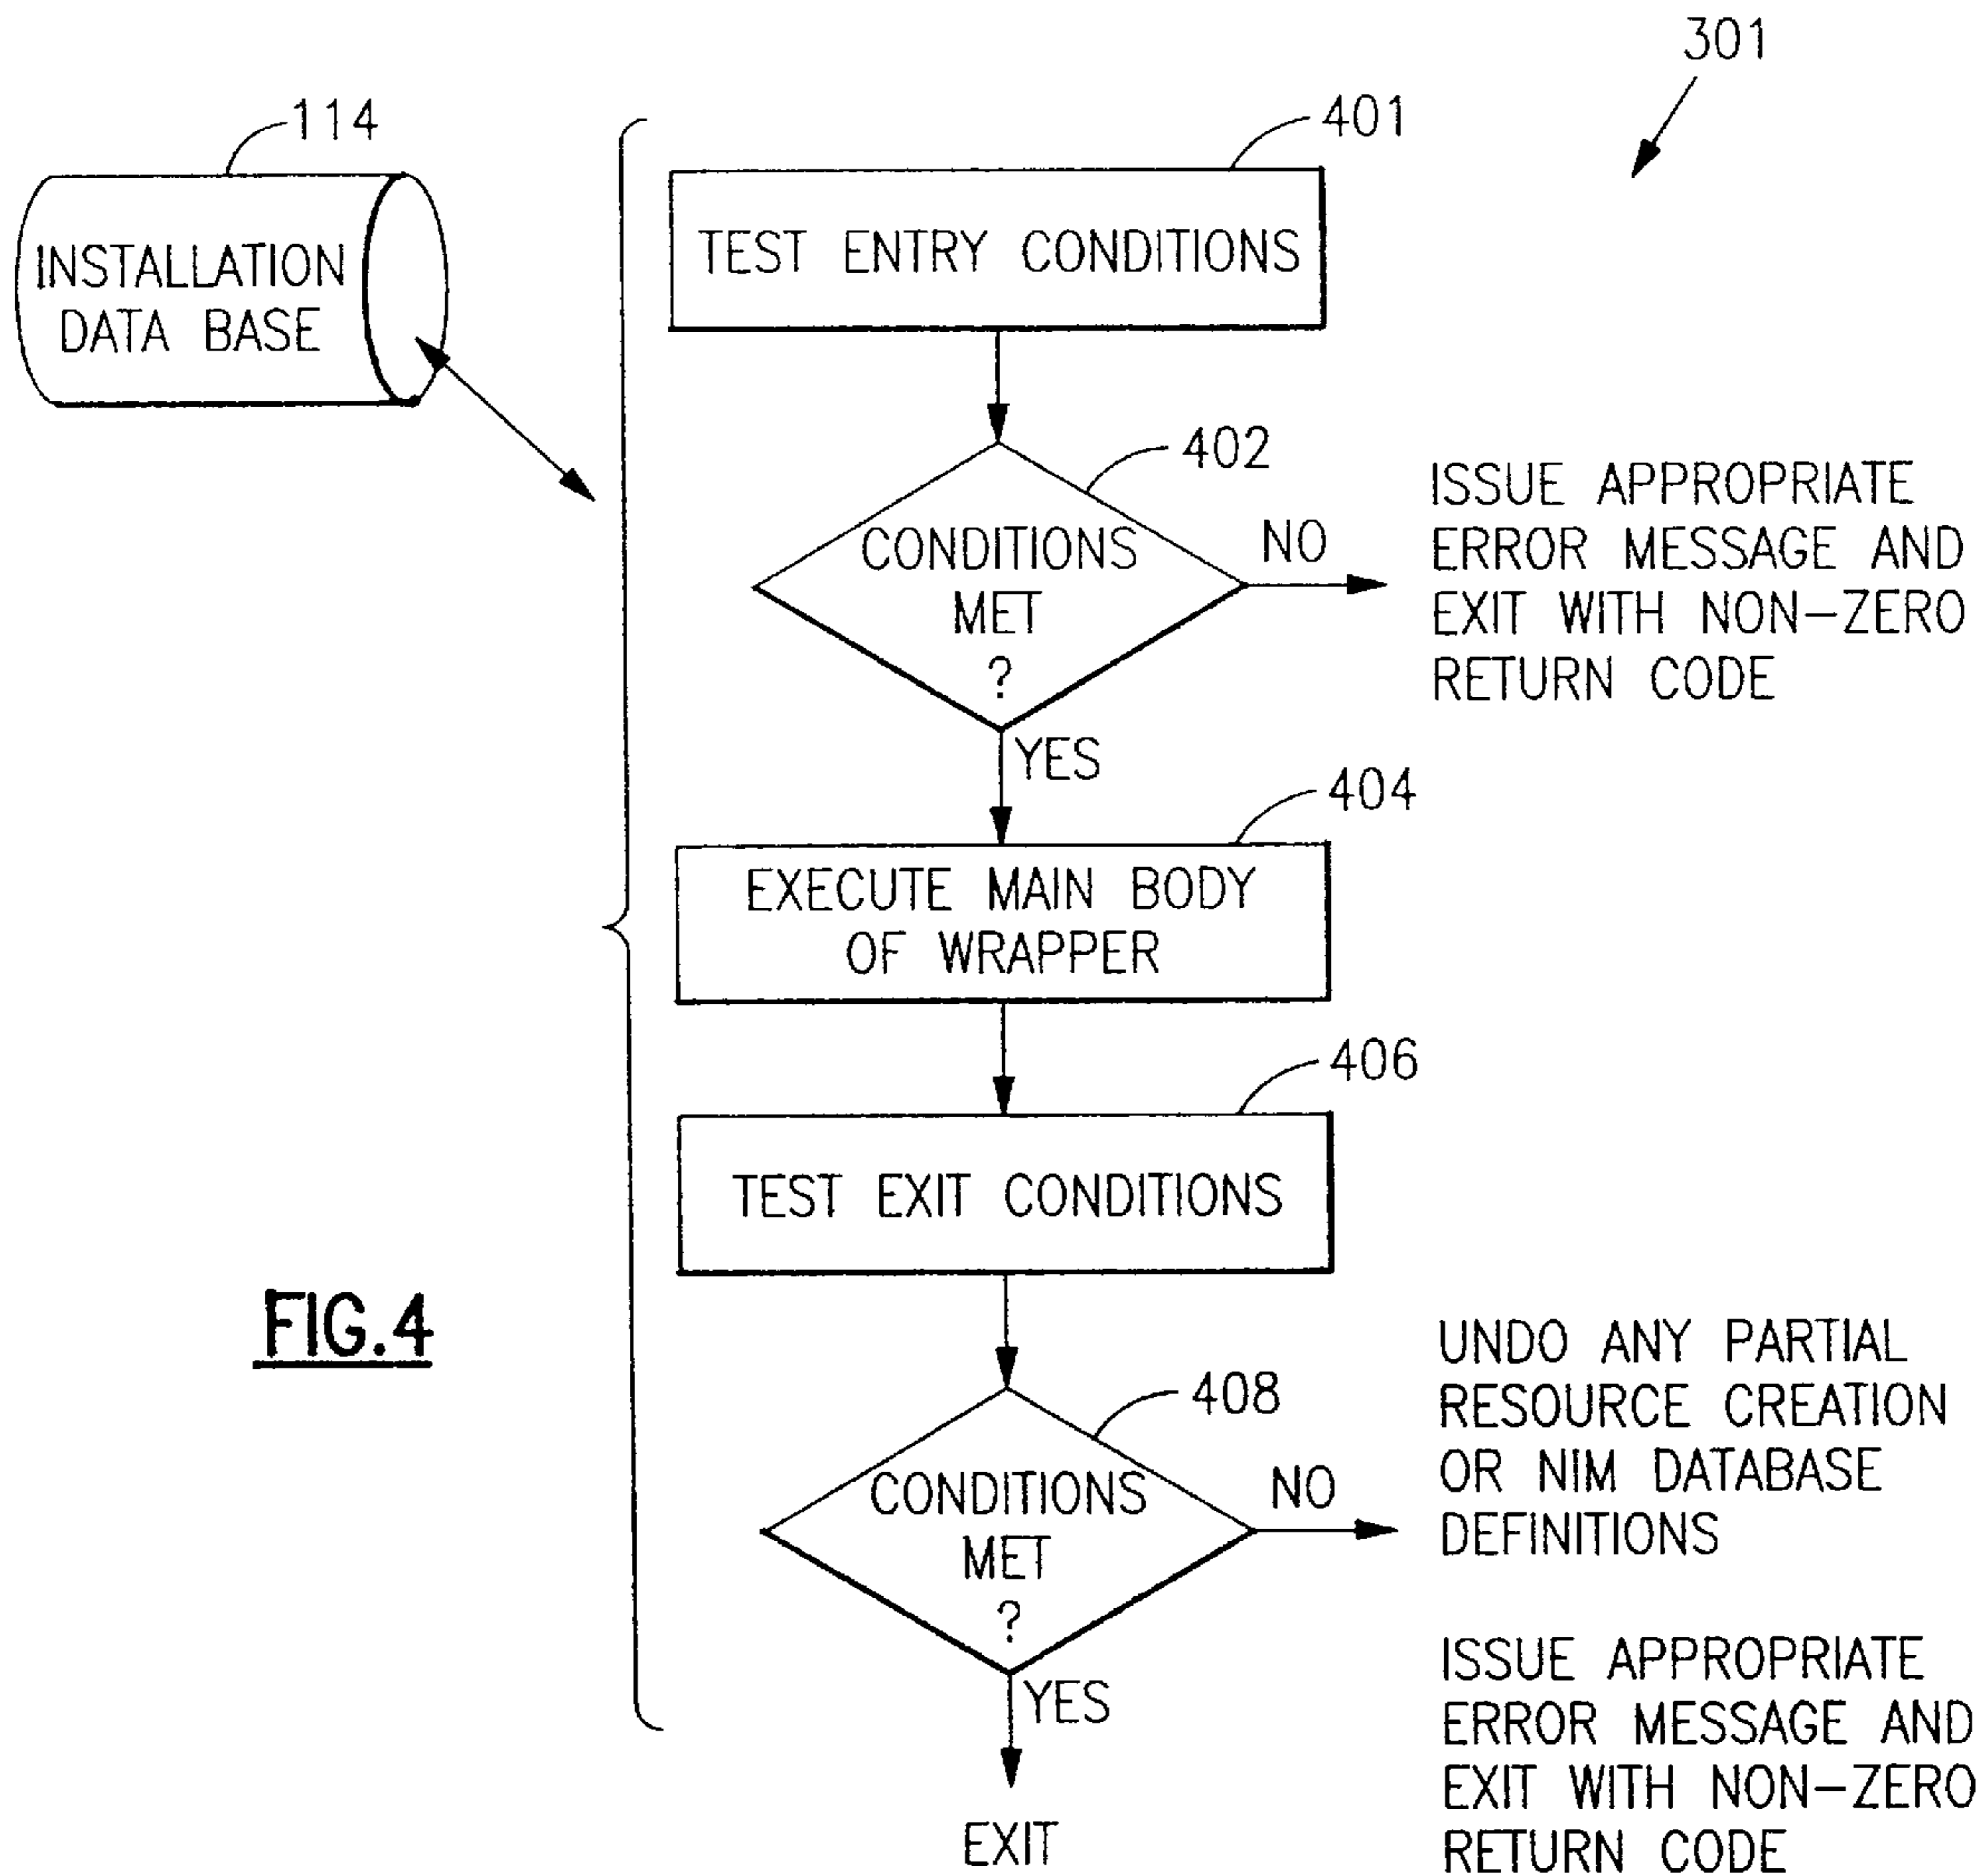 301
114
401
INSTALLATION
DATA BASE
TEST ENTRY CONDITIONS
402
CONDITIONS
MET
?
NO
ISSUE APPROPRIATE
ERROR MESSAGE AND
EXIT WITH NON-ZERO
RETURN CODE
YES
404
EXECUTE MAIN BODY
OF WRAPPER
406
TEST EXIT CONDITIONS
FIG.4
408
CONDITIONS
MET
?
NO
UNDO ANY PARTIAL
RESOURCE CREATION
OR NIM DATABASE
DEFINITIONS
ISSUE APPROPRIATE
ERROR MESSAGE AND
EXIT WITH NON-ZERO
RETURN CODE
YES
EXIT